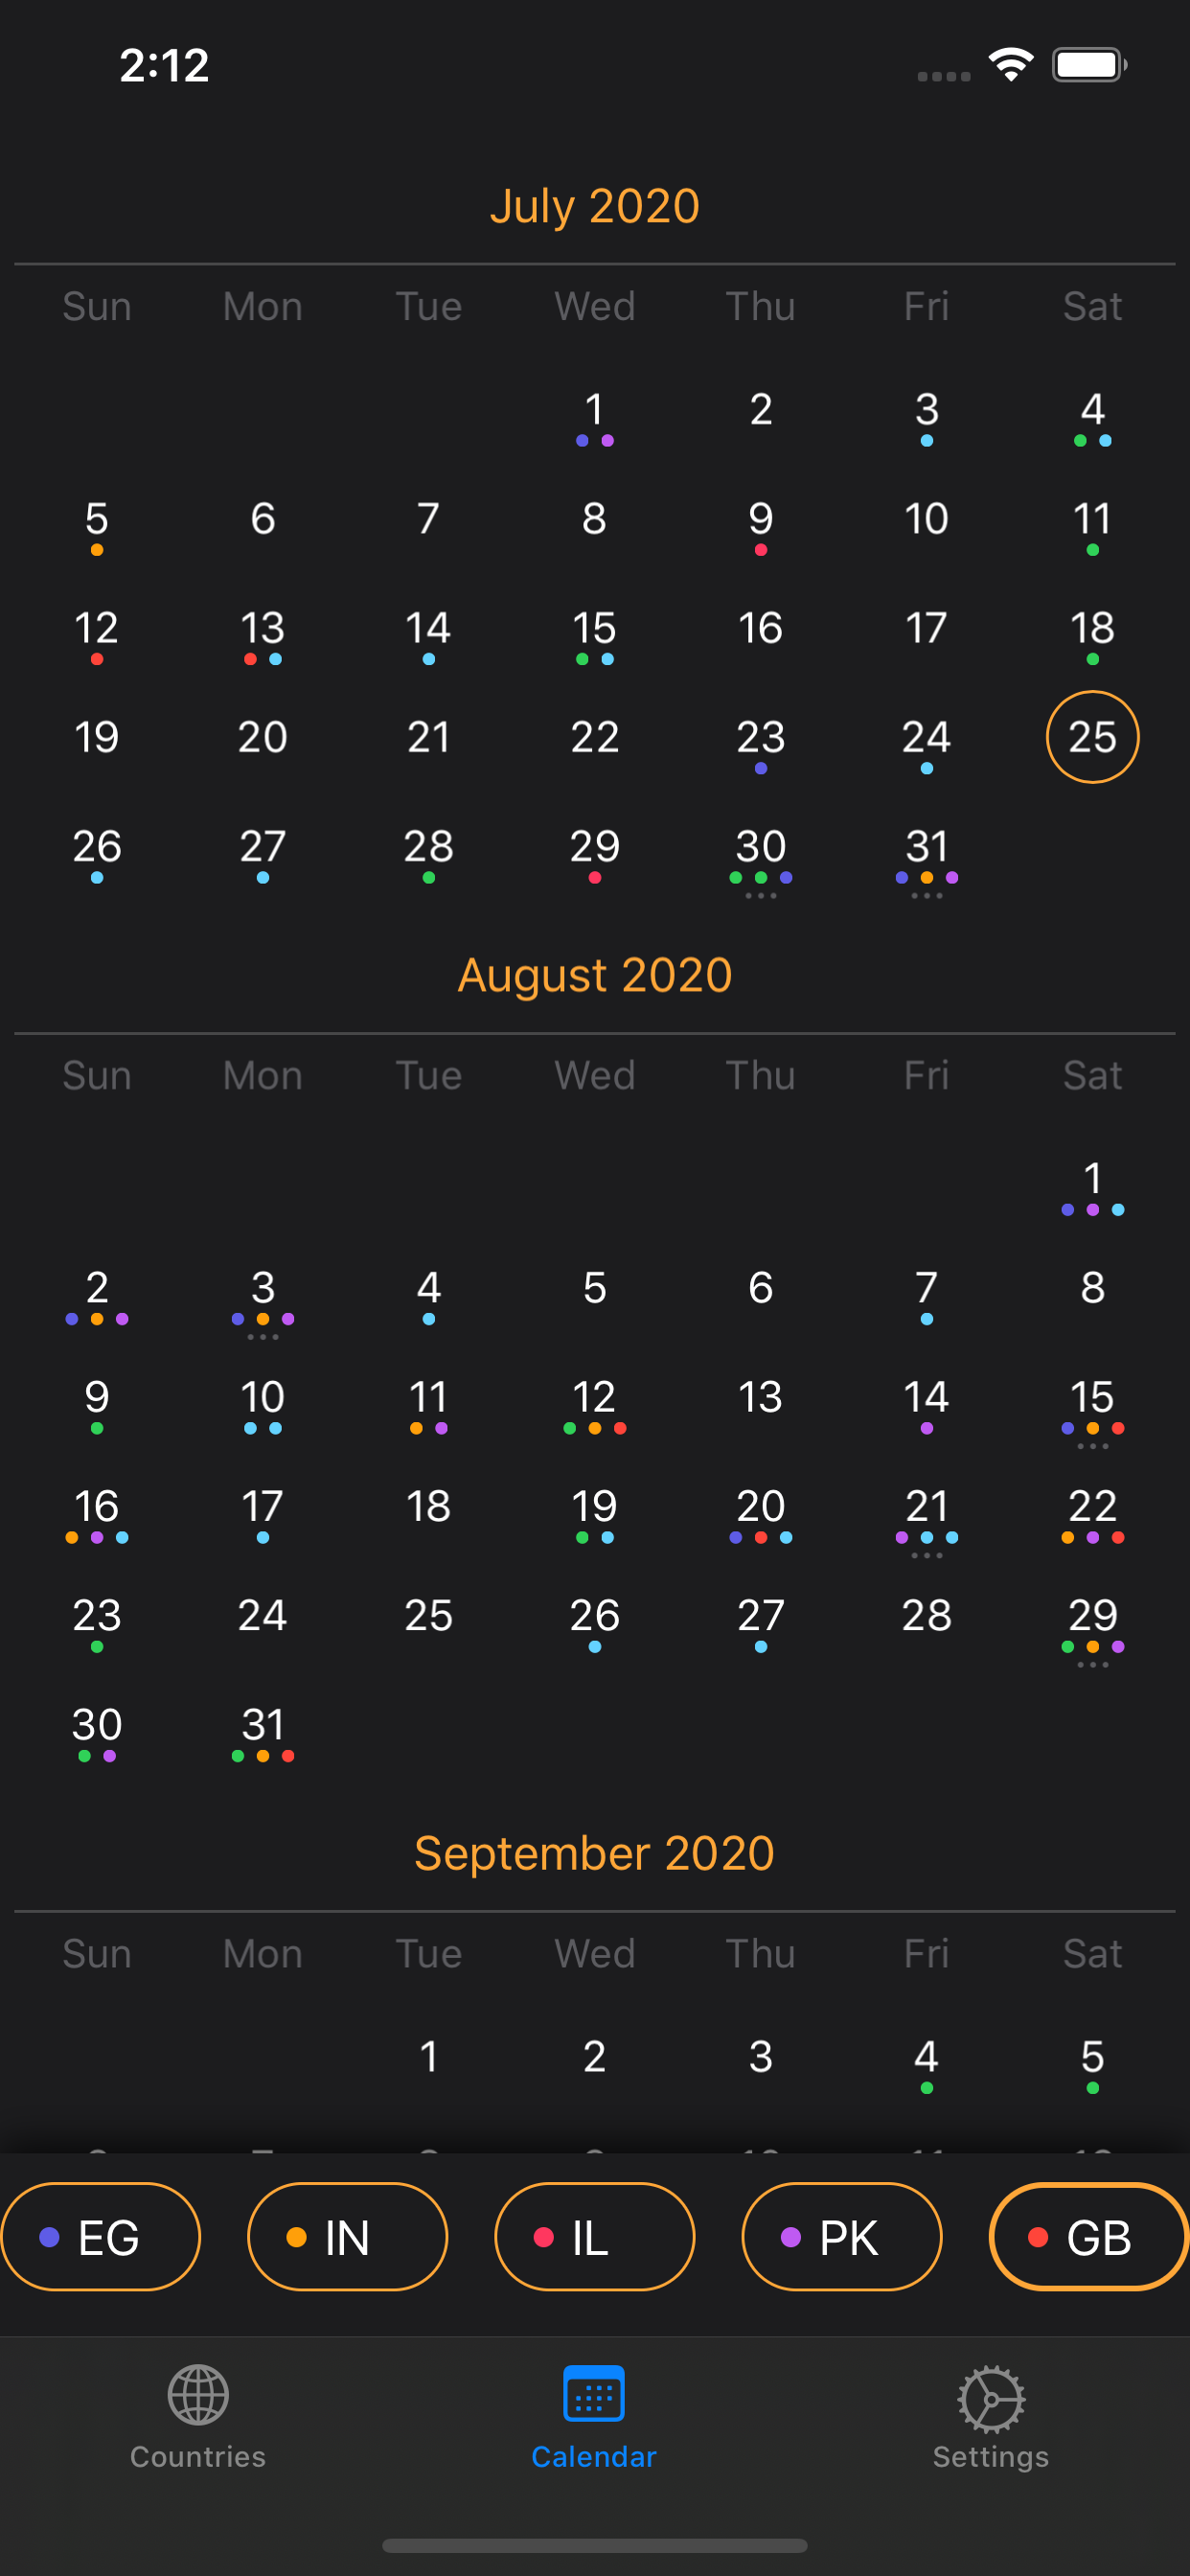 2:12
July 2020
Sun Mon Tue Wed Thu Fri Sat
1 2 3 4
5 6 7 8 9 10 11
12 13 14 15 16 17 18
19 20 21 22 23 24 25
26 27 28 29 30 31
August 2020
Sun Mon Tue Wed Thu Fri Sat
1
2 3 4 5 6 7 8
9 10 11 12 13 14 15
16 17 18 19 20 21 22
23 24 25 26 27 28 29
30 31
September 2020
Sun Mon Tue Wed Thu Fri Sat
1 2 3 4 5
EG IN IL PK GB
Countries Calendar Settings